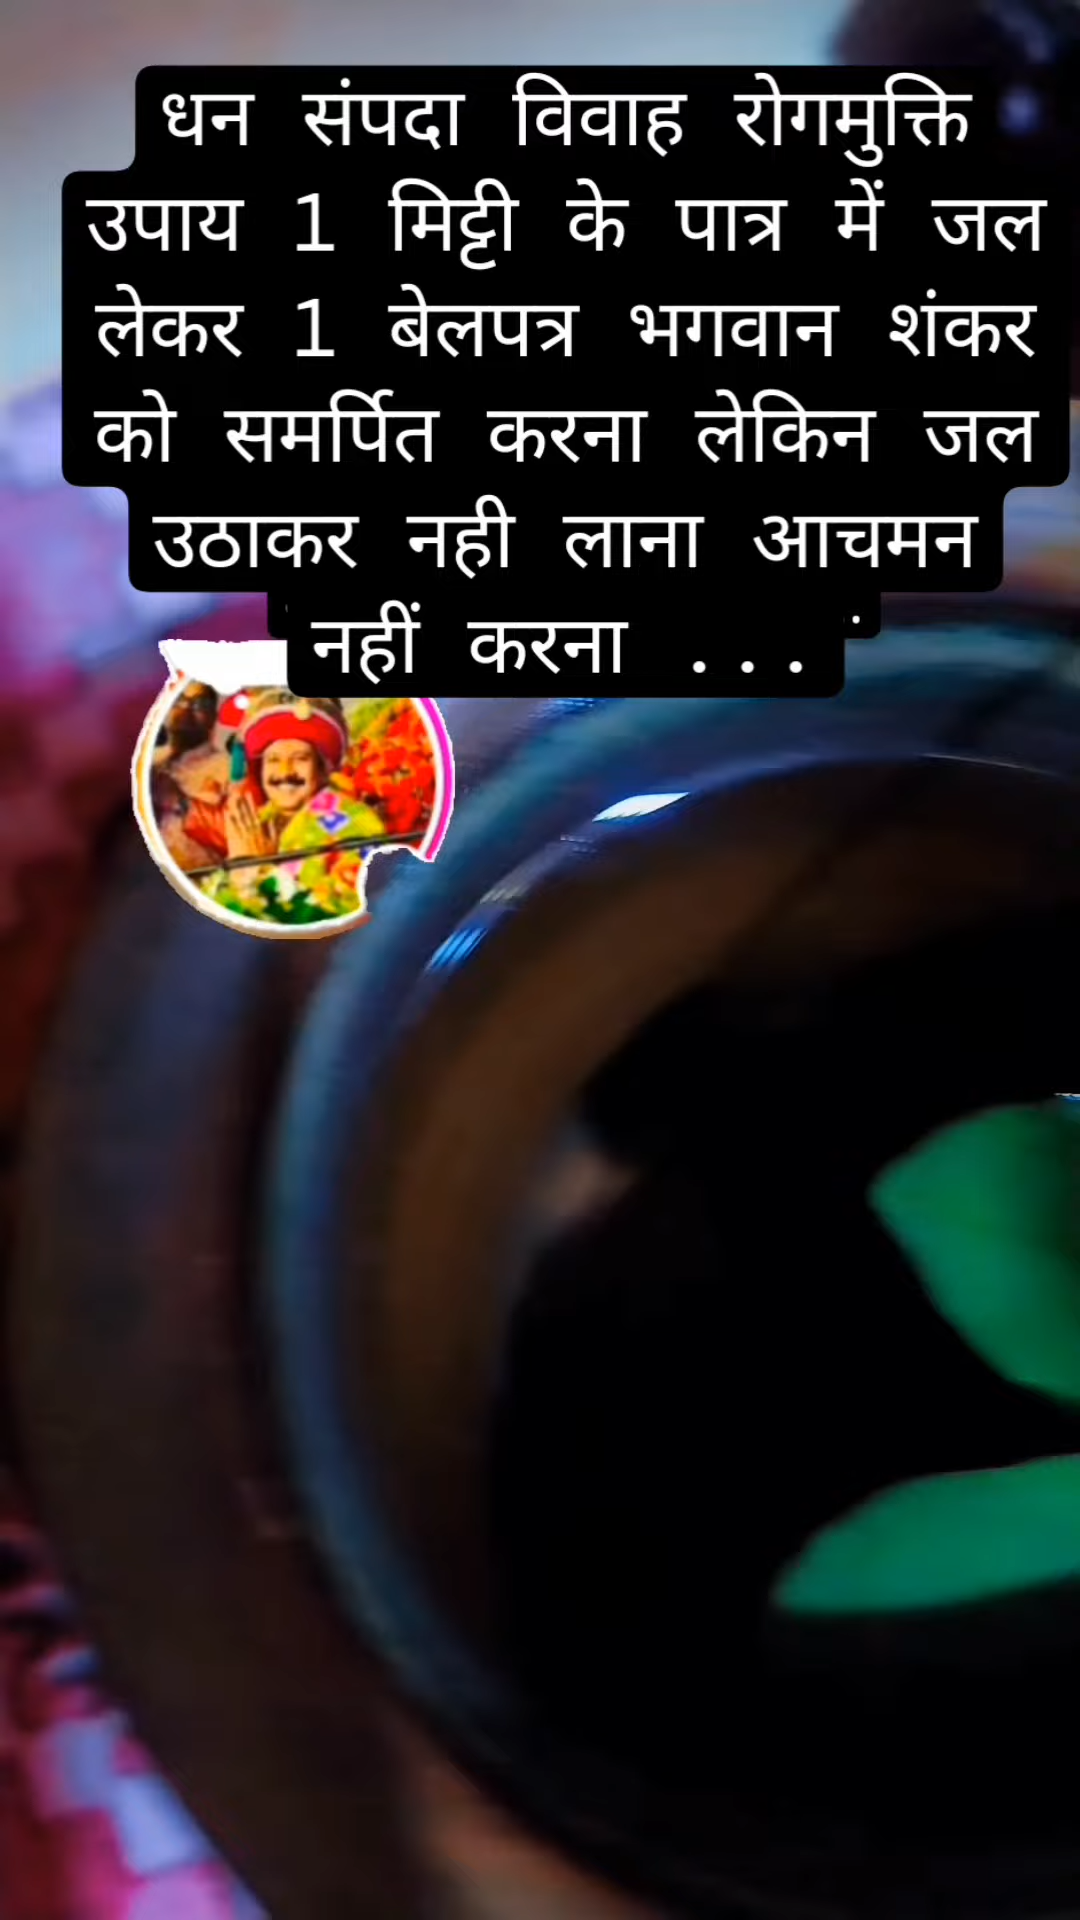 धन संपदा विवाह रोगमुक्ति
उपाय 1 मिट्टी के पात्र में जल
लेकर 1 बेलपत्र भगवान शंकर
को समर्पित करना लेकिन जल
उठाकर नही लाना आचमन
नहीं करना ...